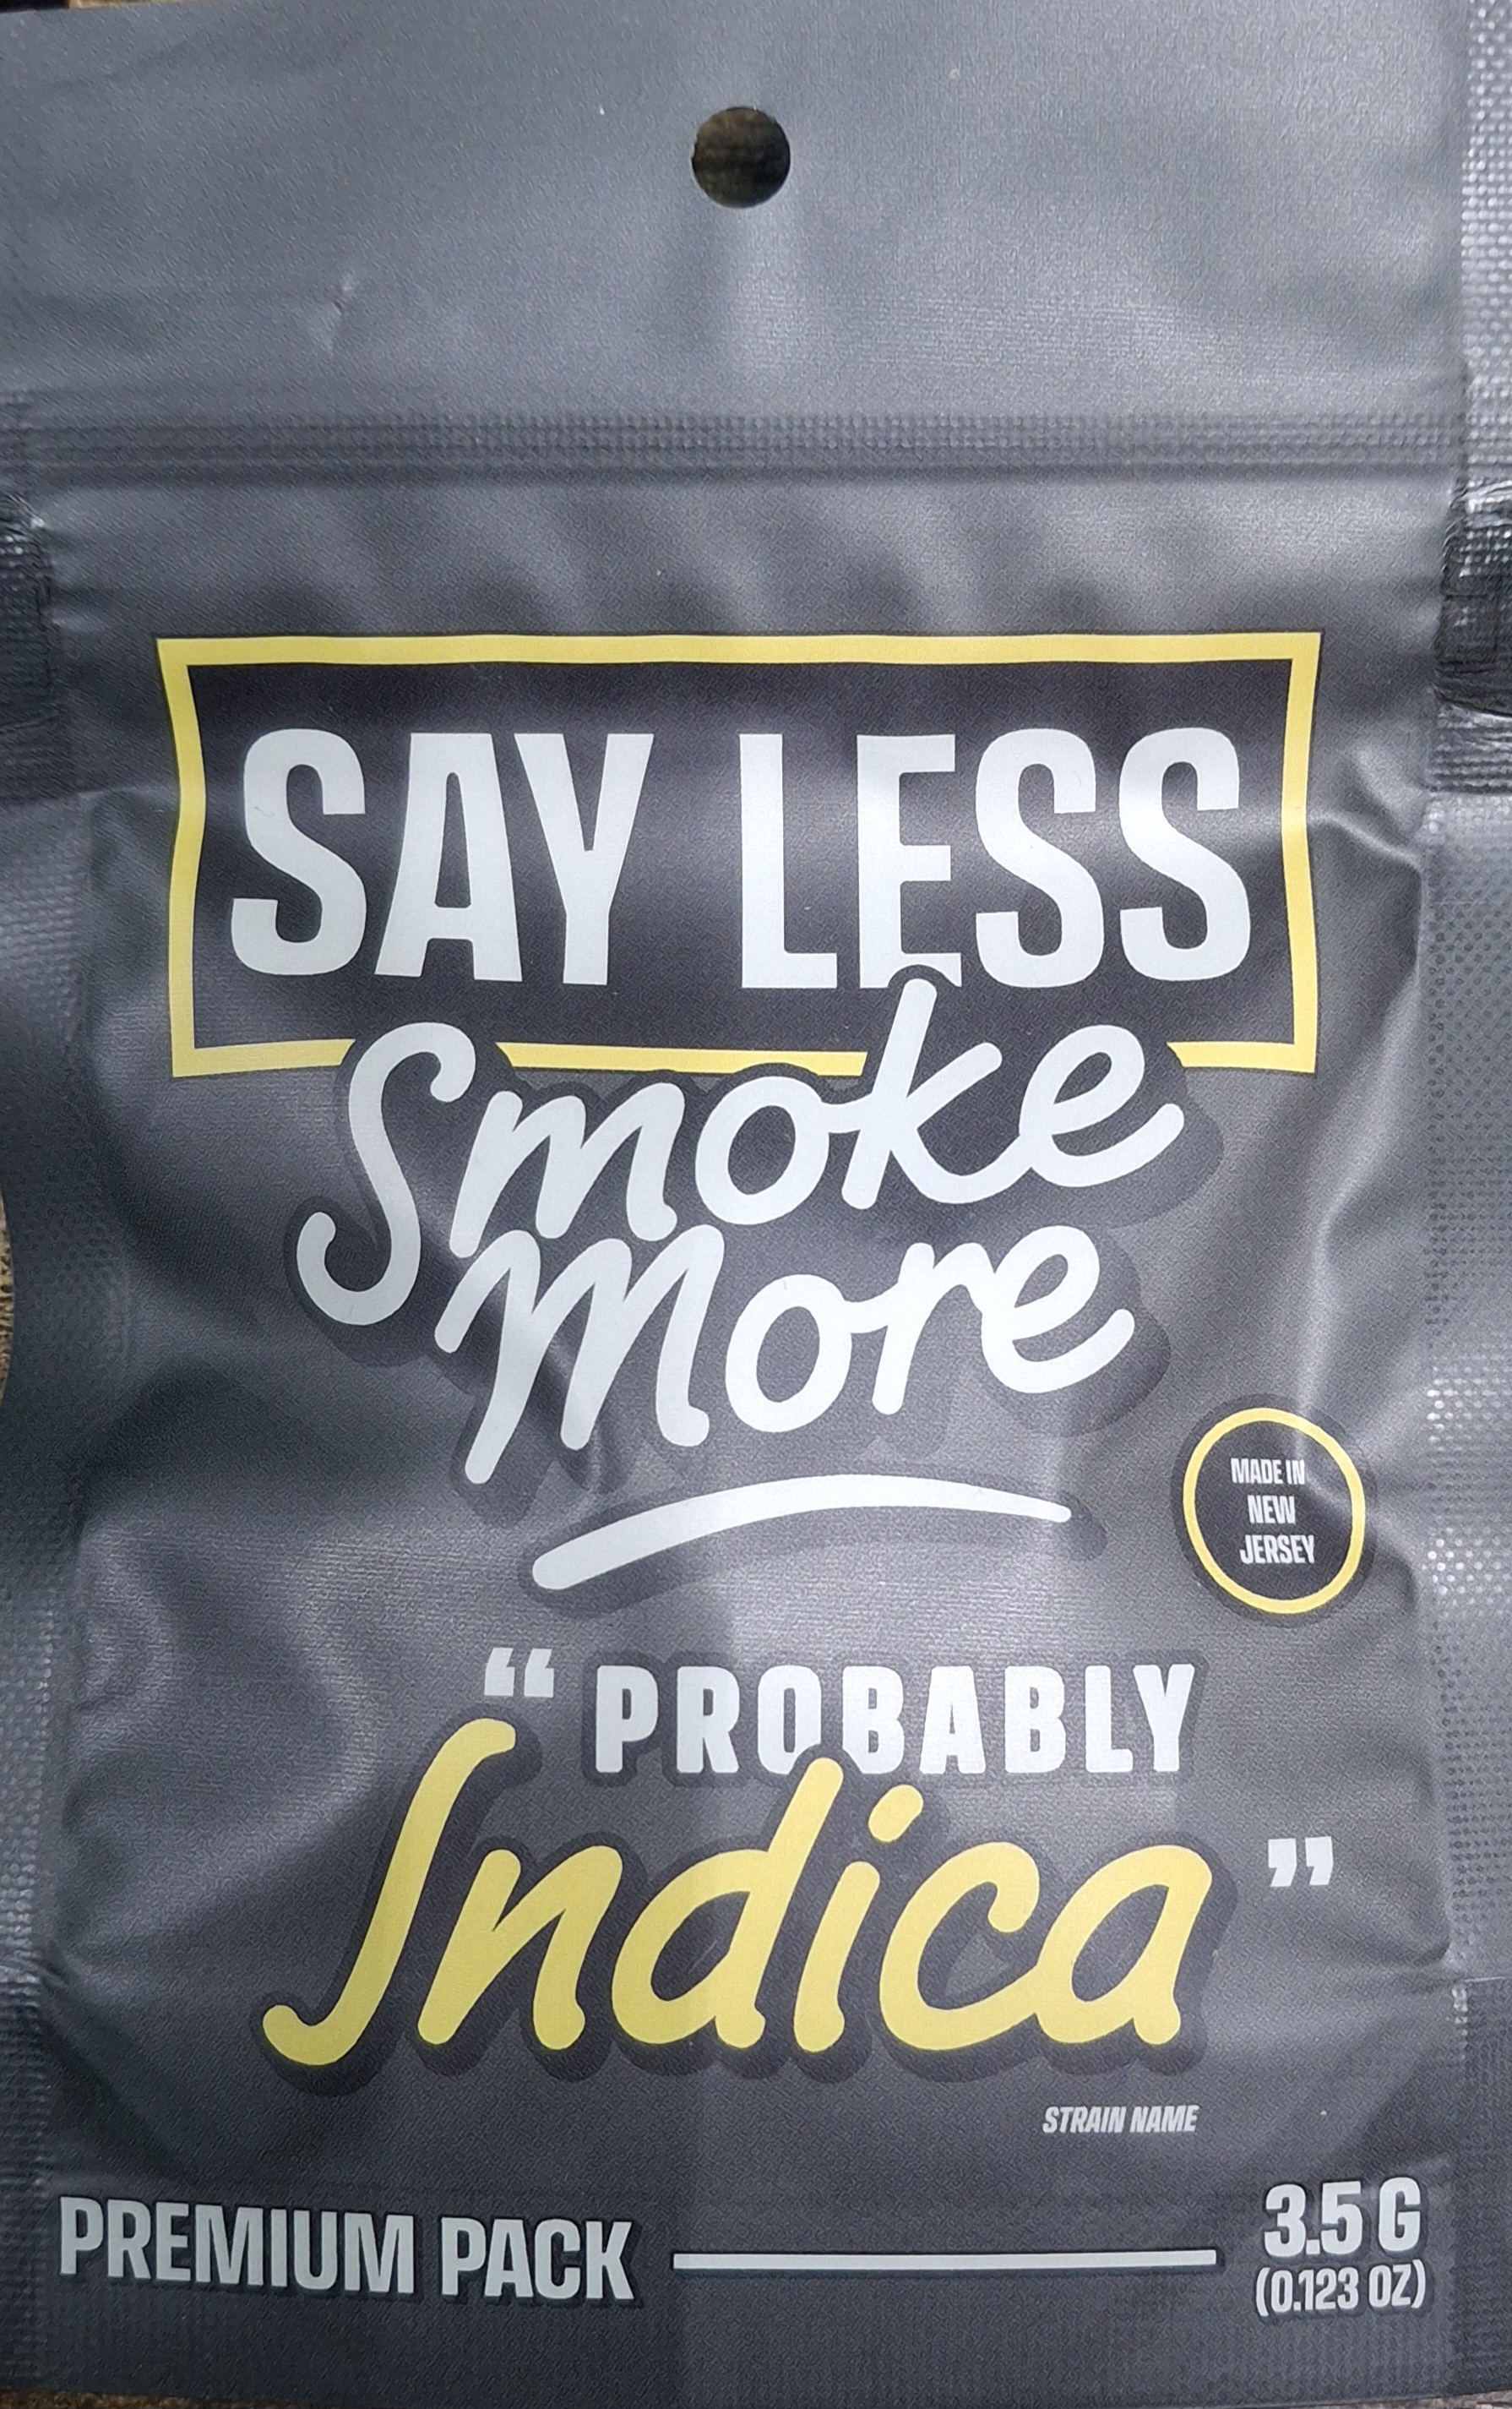 SAY LESS
Smoke
More
MADE IN
NEW
JERSEY
“PROBABLY
Indica”
STRAIN NAME
PREMIUM PACK
3.5 G
(0.123 OZ)